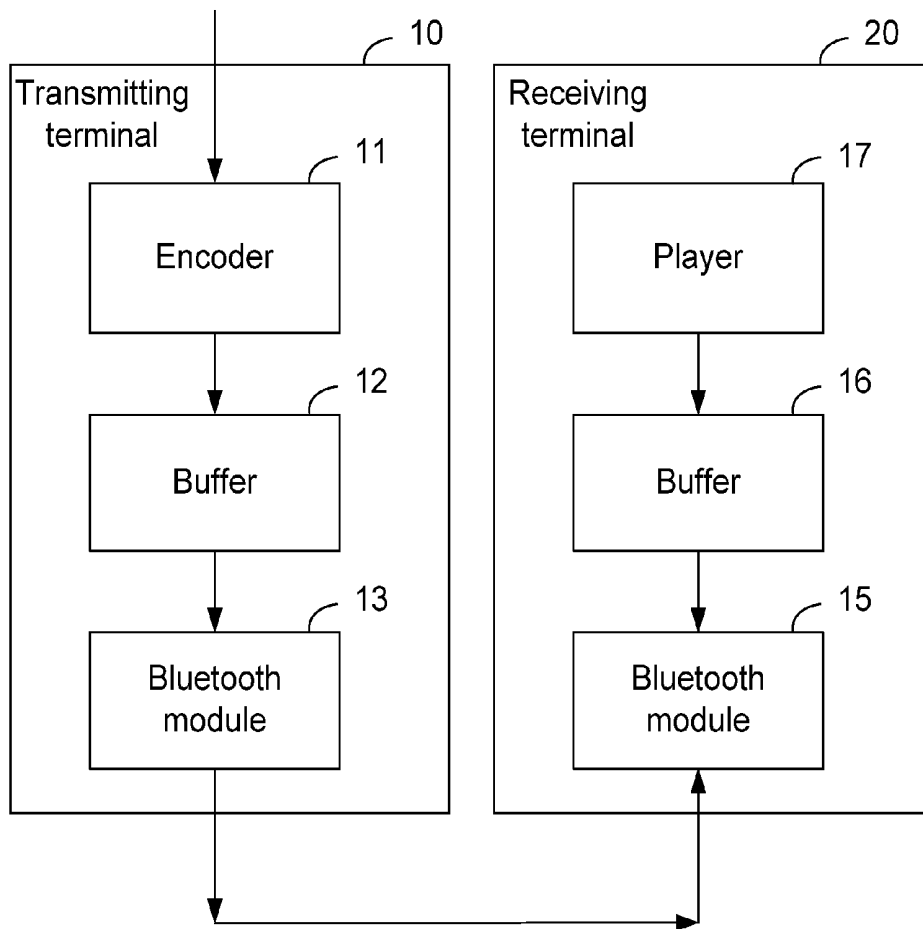 10
Transmitting
terminal
11
Encoder
12
Buffer
13
Bluetooth
module
20
Receiving
terminal
17
Player
16
Buffer
15
Bluetooth
module